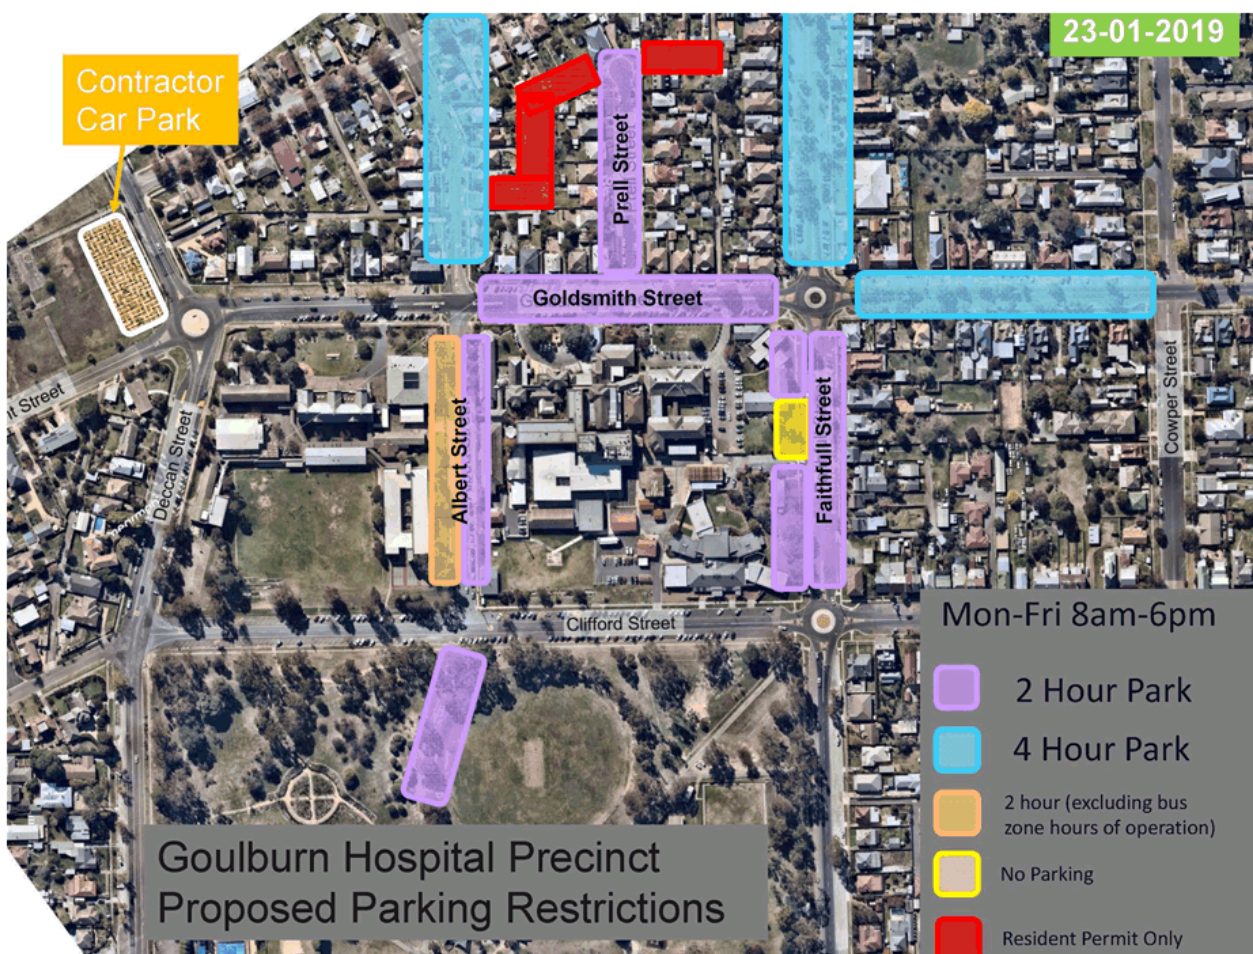 23-01-2019
Contractor
Car Park
Prell Street
Goldsmith Street
nt Street
Deccan Street
Albert Street
Faithfull Street
Cowper Street
Clifford Street
Mon-Fri 8am-6pm
2 Hour Park
4 Hour Park
2 hour (excluding bus
zone hours of operation)
No Parking
Resident Permit Only
Goulburn Hospital Precinct
Proposed Parking Restrictions